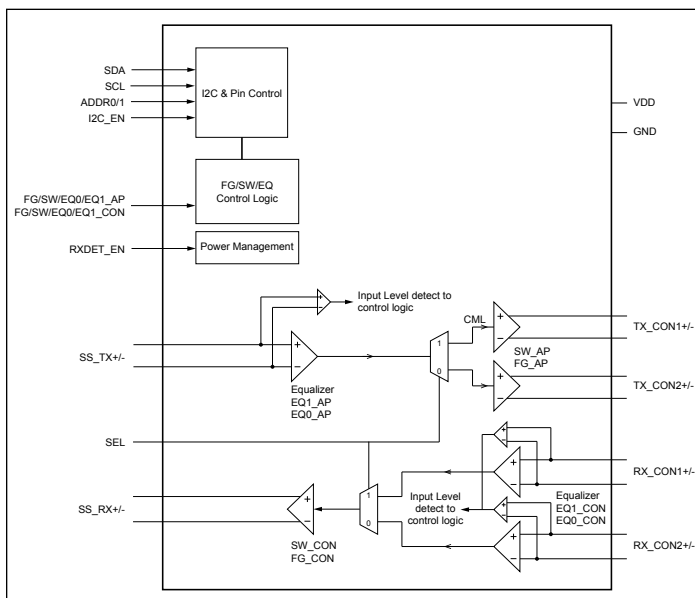 SDA
SCL
ADDR0/1
I2C_EN
I2C & Pin Control
VDD
GND
FG/SW/EQ0/EQ1_AP
FG/SW/EQ0/EQ1_CON
FG/SW/EQ
Control Logic
RXDET_EN
Power Management
+
−
Input Level detect to
control logic
SS_TX+/-
+
−
Equalizer
EQ1_AP
EQ0_AP
1
0
CML
+
−
SW_AP
FG_AP
TX_CON1+/-
+
−
TX_CON2+/-
SEL
SS_RX+/-
+
−
SW_CON
FG_CON
1
0
Input Level
detect to
control logic
+
−
+
−
RX_CON1+/-
Equalizer
EQ1_CON
EQ0_CON
+
−
+
−
RX_CON2+/-